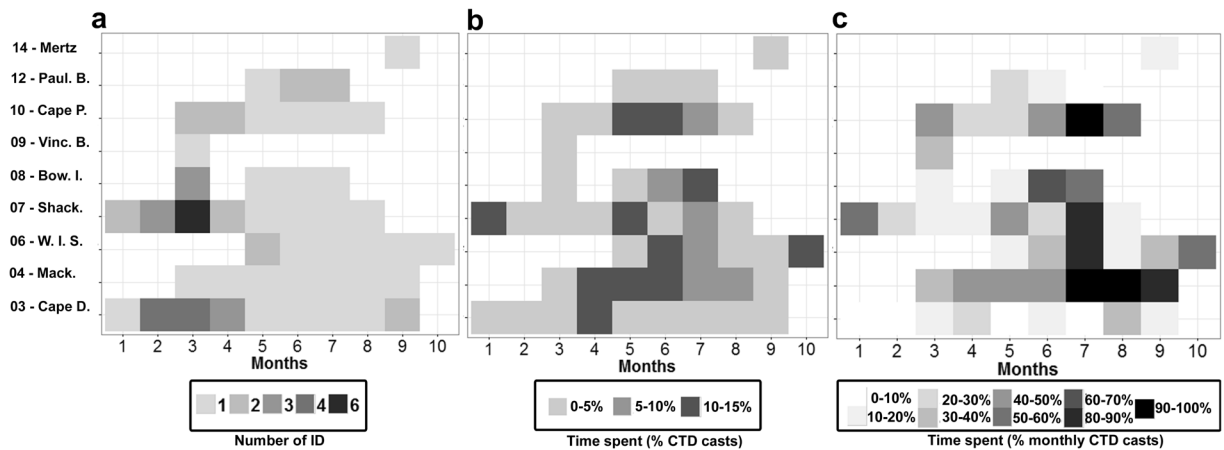 a b c
14 - Mertz
12 - Paul. B.
10 - Cape P.
09 - Vinc. B.
08 - Bow. I.
07 - Shack.
06 - W. I. S.
04 - Mack.
03 - Cape D.
1 2 3 4 5 6 7 8 9 10
Months
1 2 3 4 6
Number of ID
1 2 3 4 5 6 7 8 9 10
Months
0-5% 5-10% 10-15%
Time spent (% CTD casts)
1 2 3 4 5 6 7 8 9 10
Months
0-10% 20-30% 40-50% 60-70% 90-100%
10-20% 30-40% 50-60% 80-90%
Time spent (% monthly CTD casts)